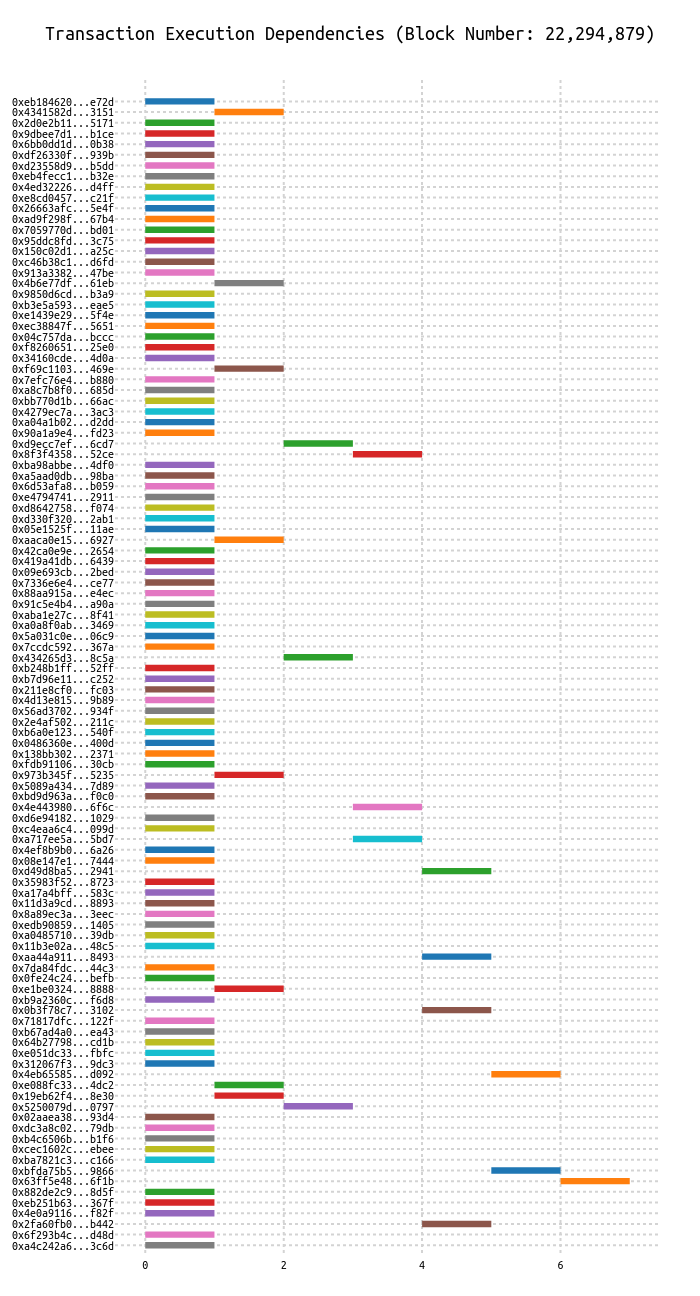 Transaction Execution Dependencies (Block Number: 22,294,879)
0xeb184620...e72d
0x4341582d...3151
0x2d0e2b11...5171
0x9dbee7d1...b1ce
0x6bb0dd1d...0b38
0xdf26330f...939b
0xd23558d9...b5dd
0xeb4fecc1...b32e
0x4ed32226...d4ff
0xe8cd0457...c21f
0x26663afc...5e4f
0xad9f298f...67b4
0x7059770d...bd01
0x95ddc8fd...3c75
0x150c02d1...a25c
0xc46b38c1...d6fd
0x913a3382...47be
0x4b6e77df...61eb
0x9850d6cd...b3a9
0xb3e5a593...eae5
0xe1439e29...5f4e
0xec38847f...5651
0x04c757da...bccc
0xf8260651...25e0
0x34160cde...4d0a
0xf69c1103...469e
0x7efc76e4...b880
0xa8c7b8f0...685d
0xbb770d1b...66ac
0x4279ec7a...3ac3
0xa04a1b02...d2dd
0x90a1a9e4...fd23
0xd9ecc7ef...6cd7
0x8f3f4358...52ce
0xba98abbe...4df0
0xa5aad0db...98ba
0x6d53afa8...b059
0xe4794741...2911
0xd8642758...f074
0xd330f320...2ab1
0x05e1525f...11ae
0xaaca0e15...6927
0x42ca0e9e...2654
0x419a41db...6439
0x09e693cb...2bed
0x7336e6e4...ce77
0x88aa915a...e4ec
0x91c5e4b4...a90a
0xaba1e27c...8f41
0xa0a8f0ab...3469
0x5a031c0e...06c9
0x7ccdc592...367a
0x434265d3...8c5a
0xb248b1ff...52ff
0xb7d96e11...c252
0x211e8cf0...fc03
0x4d13e815...9b89
0x56ad3702...934f
0x2e4af502...211c
0xb6a0e123...540f
0x0486360e...400d
0x138bb302...2371
0xfdb91106...30cb
0x973b345f...5235
0x5089a434...7d89
0xbd9d963a...f0c0
0x4e443980...6f6c
0xd6e94182...1029
0xc4eaa6c4...099d
0xa717ee5a...5bd7
0x4ef8b9b0...6a26
0x08e147e1...7444
0xd49d8ba5...2941
0x35983f52...8723
0xa17a4bff...583c
0x11d3a9cd...8893
0x8a89ec3a...3eec
0xedb90859...1405
0xa0485710...39db
0x11b3e02a...48c5
0xaa44a911...8493
0x7da84fdc...44c3
0x0fe24c24...befb
0xe1be0324...8888
0xb9a2360c...f6d8
0x0b3f78c7...3102
0x71817dfc...122f
0xb67ad4a0...ea43
0x64b27798...cd1b
0xe051dc33...fbfc
0x312067f3...9dc3
0x4eb65585...d092
0xe088fc33...4dc2
0x19eb62f4...8e30
0x5250079d...0797
0x02aaea38...93d4
0xdc3a8c02...79db
0xb4c6506b...b1f6
0xcec1602c...ebee
0xba7821c3...c166
0xbfda75b5...9866
0x63ff5e48...6f1b
0x882de2c9...8d5f
0xeb251b63...367f
0x4e0a9116...f82f
0x2fa60fb0...b442
0x6f293b4c...d48d
0xa4c242a6...3c6d
0 2 4 6